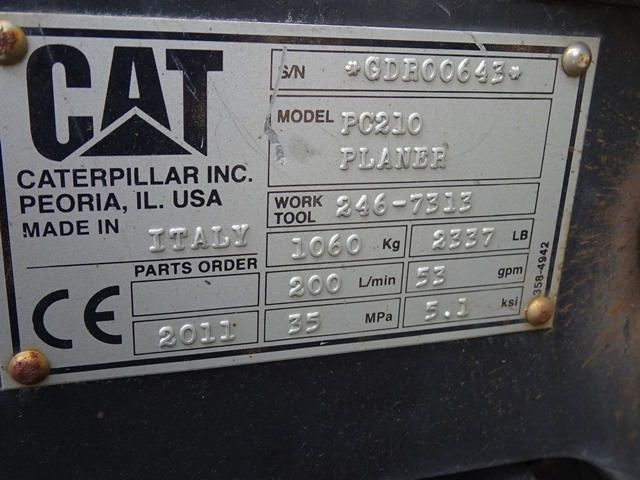 CAT
CATERPILLAR INC.
PEORIA, IL. USA
MADE IN ITALY
PARTS ORDER
CE 2011
S/N *GDR00643*
MODEL PC210
PLANER
WORK TOOL 246-7313
1060 Kg 2337 LB
200 L/min 53 gpm
35 MPa 5.1 ksi
358-4942